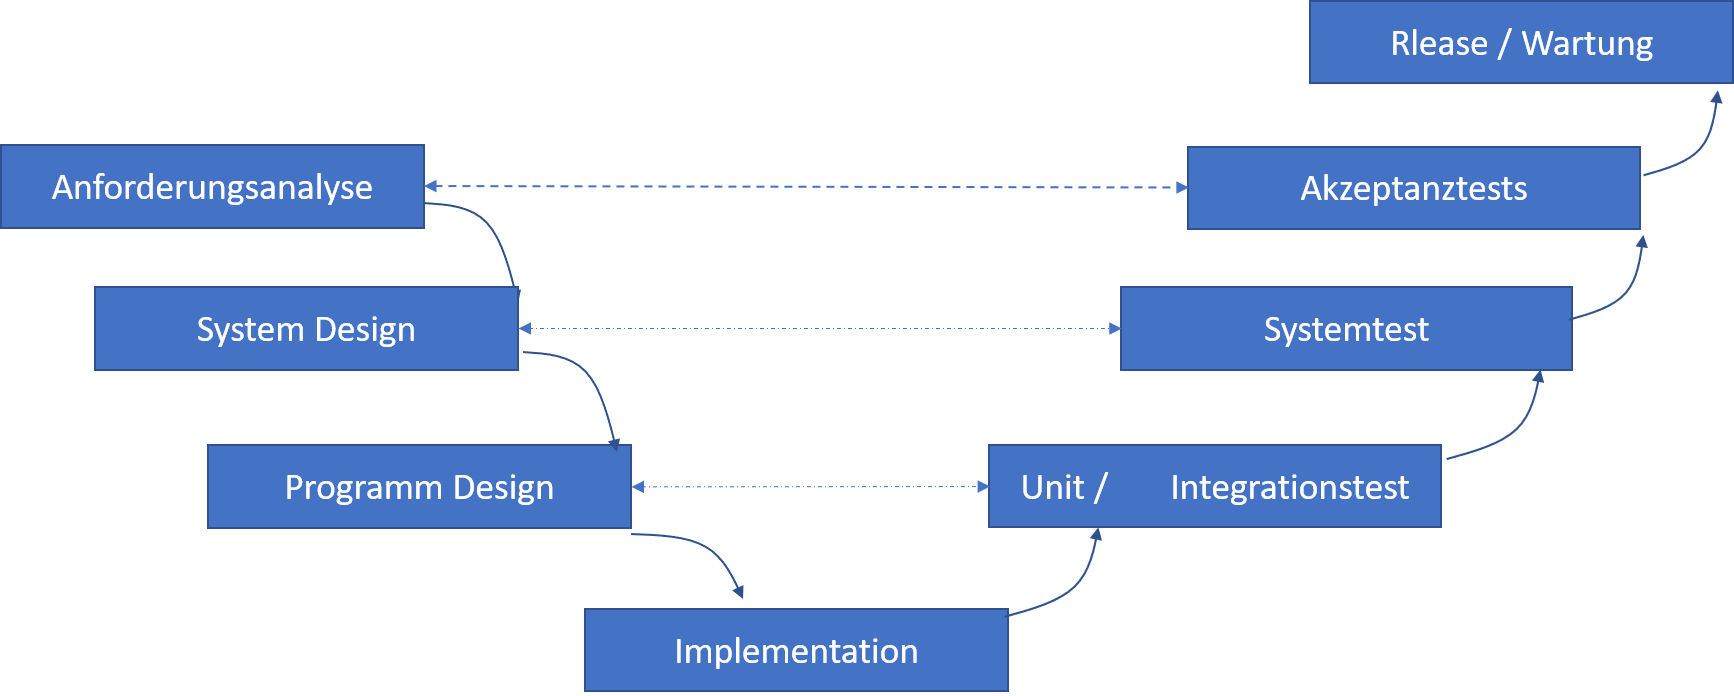 Rlease / Wartung
Anforderungsanalyse
Akzeptanztests
System Design
Systemtest
Programm Design
Unit / Integrationstest
Implementation